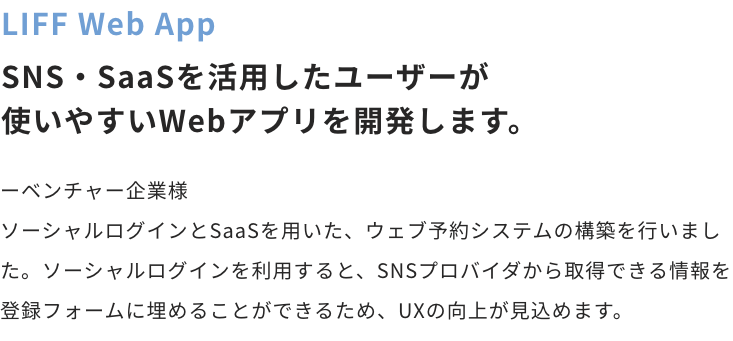 LIFF Web App
SNS・SaaSを活用したユーザーが
使いやすいWebアプリを開発します。
ーベンチャー企業様
ソーシャルログインとSaaSを用いた、ウェブ予約システムの構築を行いまし
た。ソーシャルログインを利用すると、SNSプロバイダから取得できる情報を
登録フォームに埋めることができるため、UXの向上が見込めます。